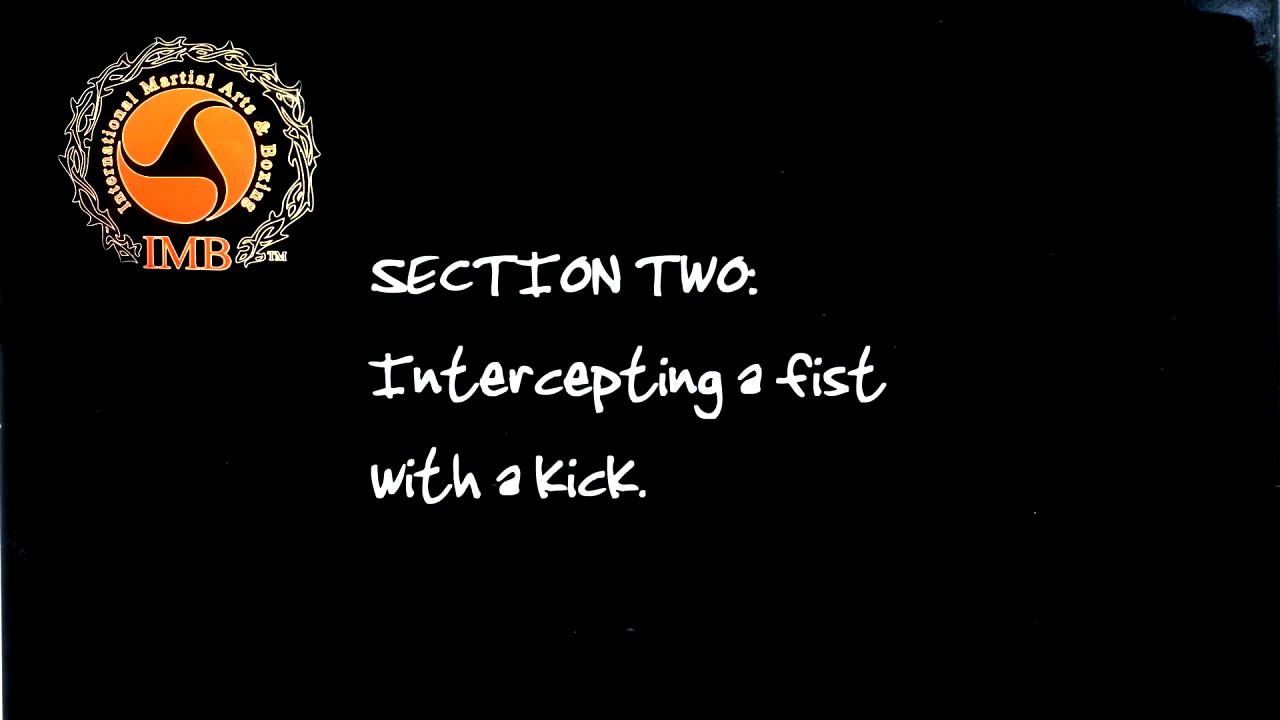 International Martial Arts & Boxing
IMB TM
SECTION TWO:
Intercepting a fist
with a kick.